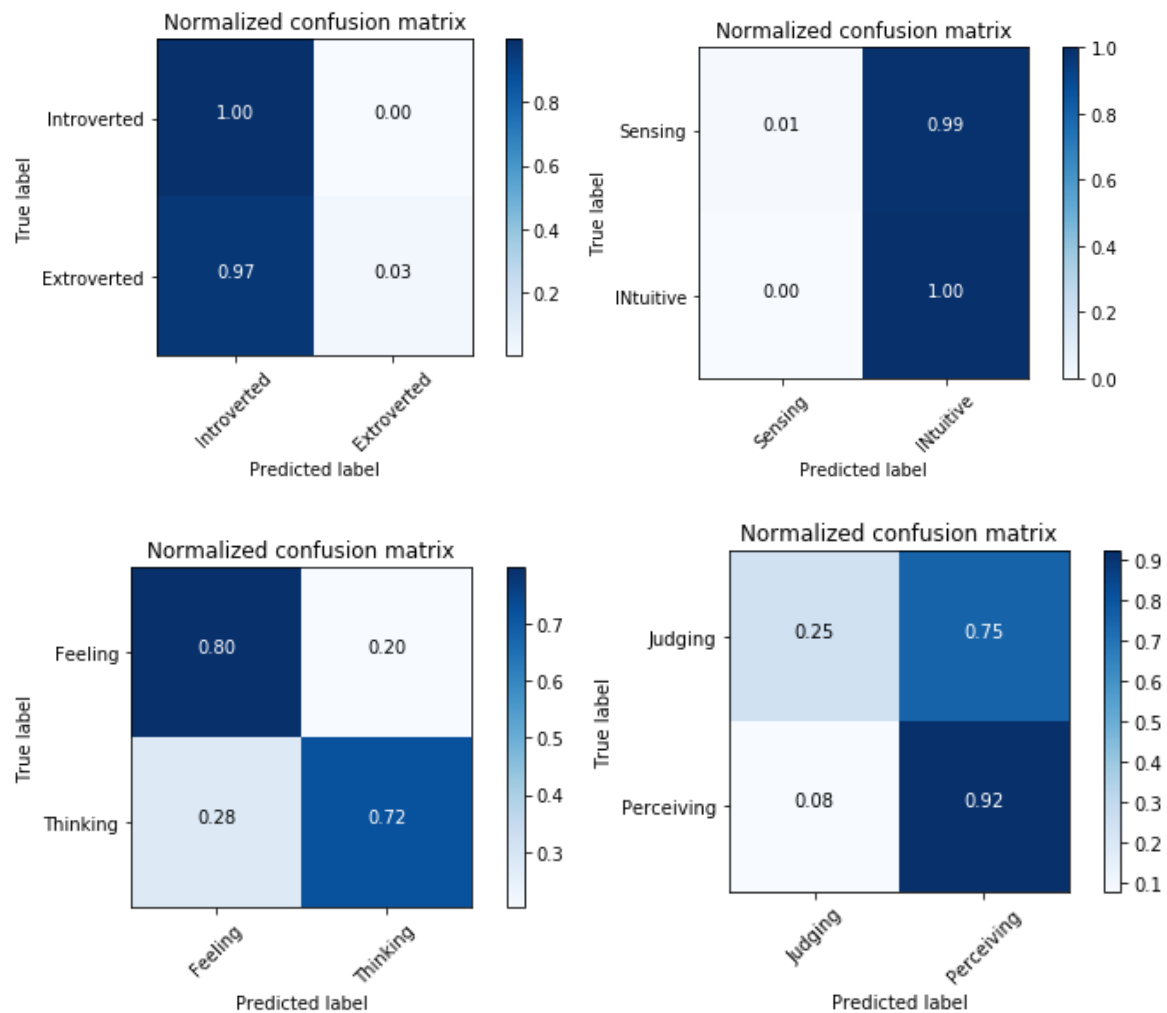 Normalized confusion matrix
Introverted
Extroverted
True label
1.00 0.00
0.97 0.03
Introverted Extroverted
Predicted label
0.8
0.6
0.4
0.2
Normalized confusion matrix
Sensing
INtuitive
True label
0.01 0.99
0.00 1.00
Sensing INtuitive
Predicted label
1.0
0.8
0.6
0.4
0.2
0.0
Normalized confusion matrix
Feeling
Thinking
True label
0.80 0.20
0.28 0.72
Feeling Thinking
Predicted label
0.7
0.6
0.5
0.4
0.3
Normalized confusion matrix
Judging
Perceiving
True label
0.25 0.75
0.08 0.92
Judging Perceiving
Predicted label
0.9
0.8
0.7
0.6
0.5
0.4
0.3
0.2
0.1